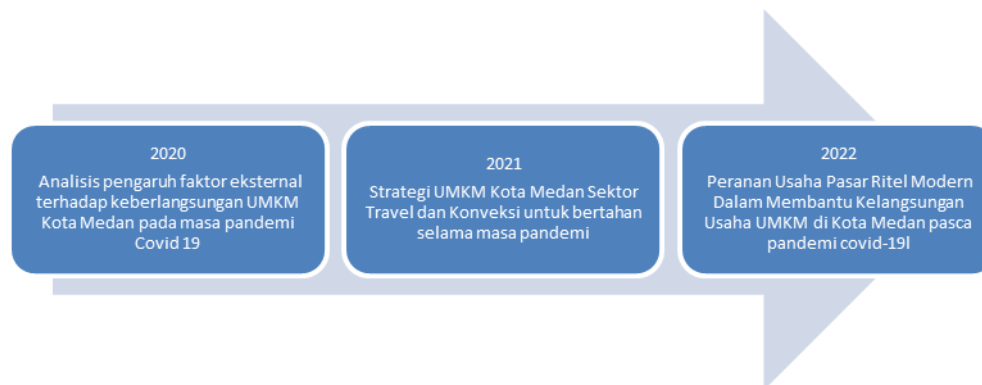 2020
Analisis pengaruh faktor eksternal
terhadap keberlangsungan UMKM
Kota Medan pada masa pandemi
Covid 19
2021
Strategi UMKM Kota Medan Sektor
Travel dan Konveksi untuk bertahan
selama masa pandemi
2022
Peranan Usaha Pasar Ritel Modern
Dalam Membantu Kelangsungan
Usaha UMKM di Kota Medan pasca
pandemi covid-19l